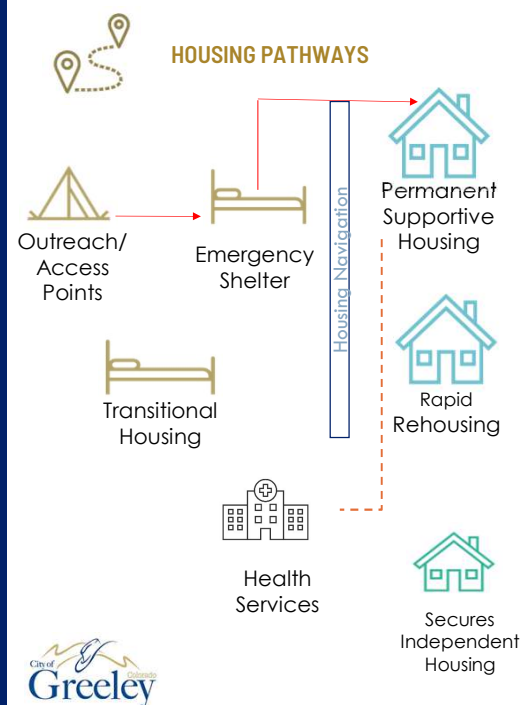 HOUSING PATHWAYS
Outreach/
Access
Points
Emergency
Shelter
Housing Navigation
Permanent
Supportive
Housing
Transitional
Housing
Rapid
Rehousing
Health
Services
Secures
Independent
Housing
City of
Greeley
Colorado